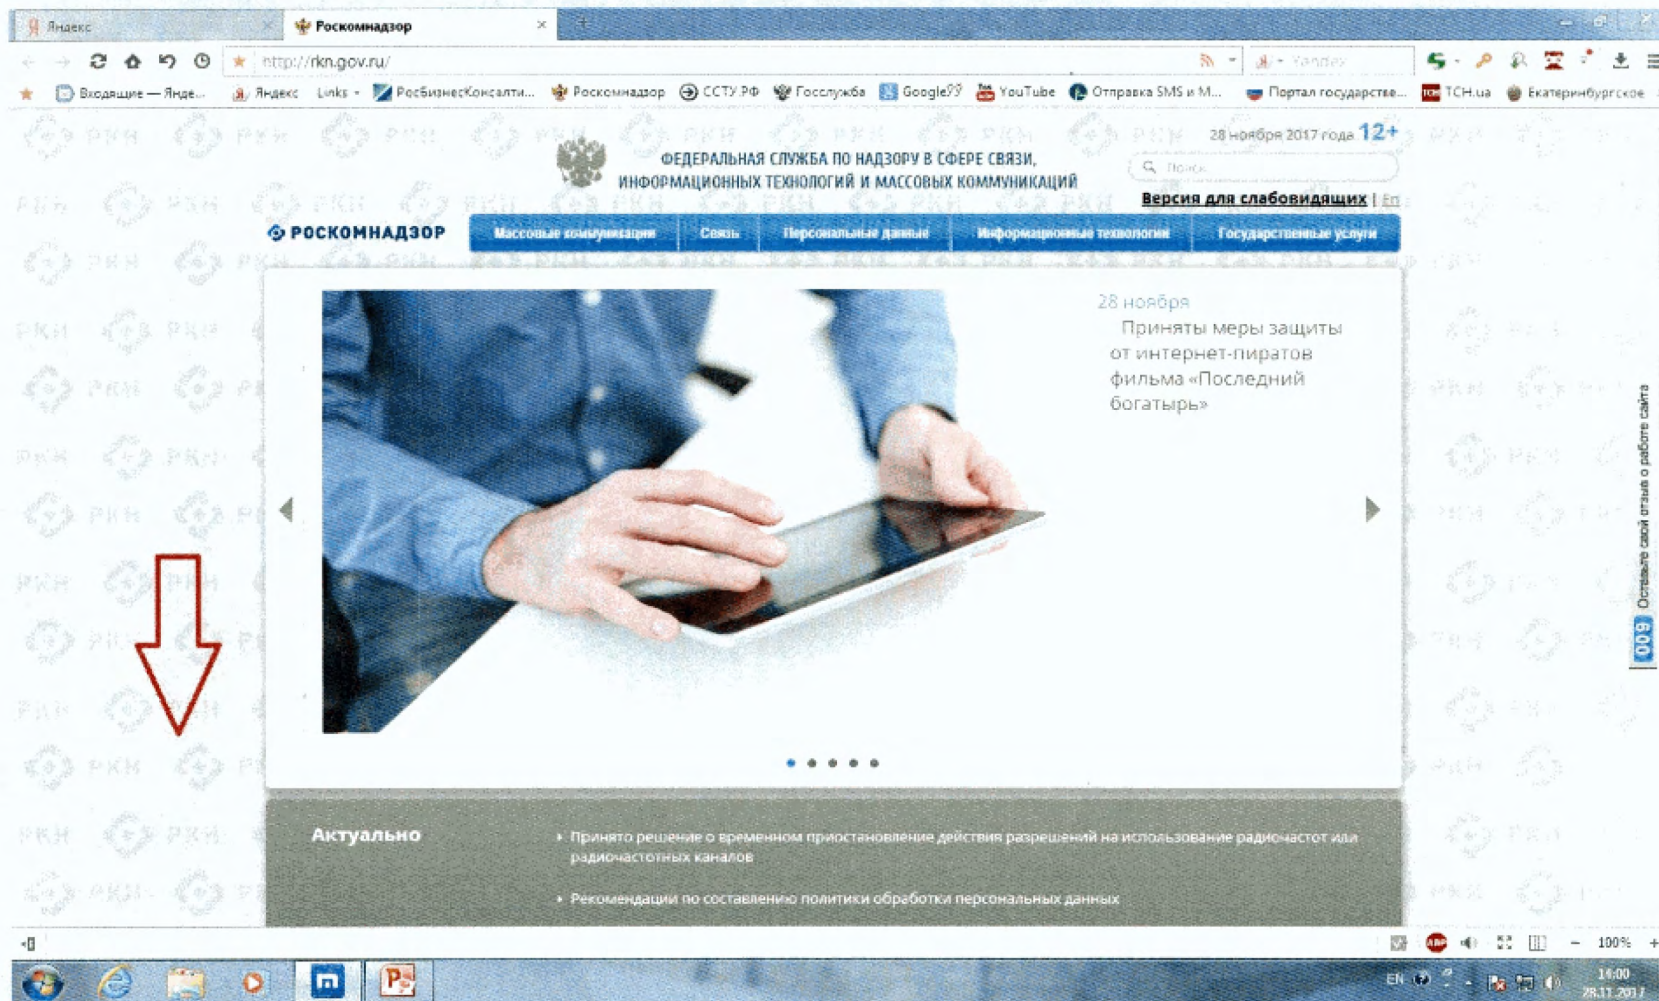 Яндекс
Роскомнадзор
http://rkn.gov.ru/
Yandex
Входящие — Янде...
Яндекс
Links
РосБизнесКонсалти...
Роскомнадзор
ССТУ.РФ
Госслужба
Google
YouTube
Отправка SMS и М...
Портал государстве...
ТСН.ua
Екатеринбургское
28 ноября 2017 года 12+
ФЕДЕРАЛЬНАЯ СЛУЖБА ПО НАДЗОРУ В СФЕРЕ СВЯЗИ,
ИНФОРМАЦИОННЫХ ТЕХНОЛОГИЙ И МАССОВЫХ КОММУНИКАЦИЙ
Поиск
Версия для слабовидящих | En
РОСКОМНАДЗОР
Массовые коммуникации
Связь
Персональные данные
Информационные технологии
Государственные услуги
28 ноября
Приняты меры защиты
от интернет-пиратов
фильма «Последний
богатырь»
Оставьте свой отзыв о работе сайта
600
Актуально
Принято решение о временном приостановление действия разрешений на использование радиочастот или
радиочастотных каналов
Рекомендации по составлению политики обработки персональных данных
ABP
100%
EN
14:00
28.11.2017
РКН